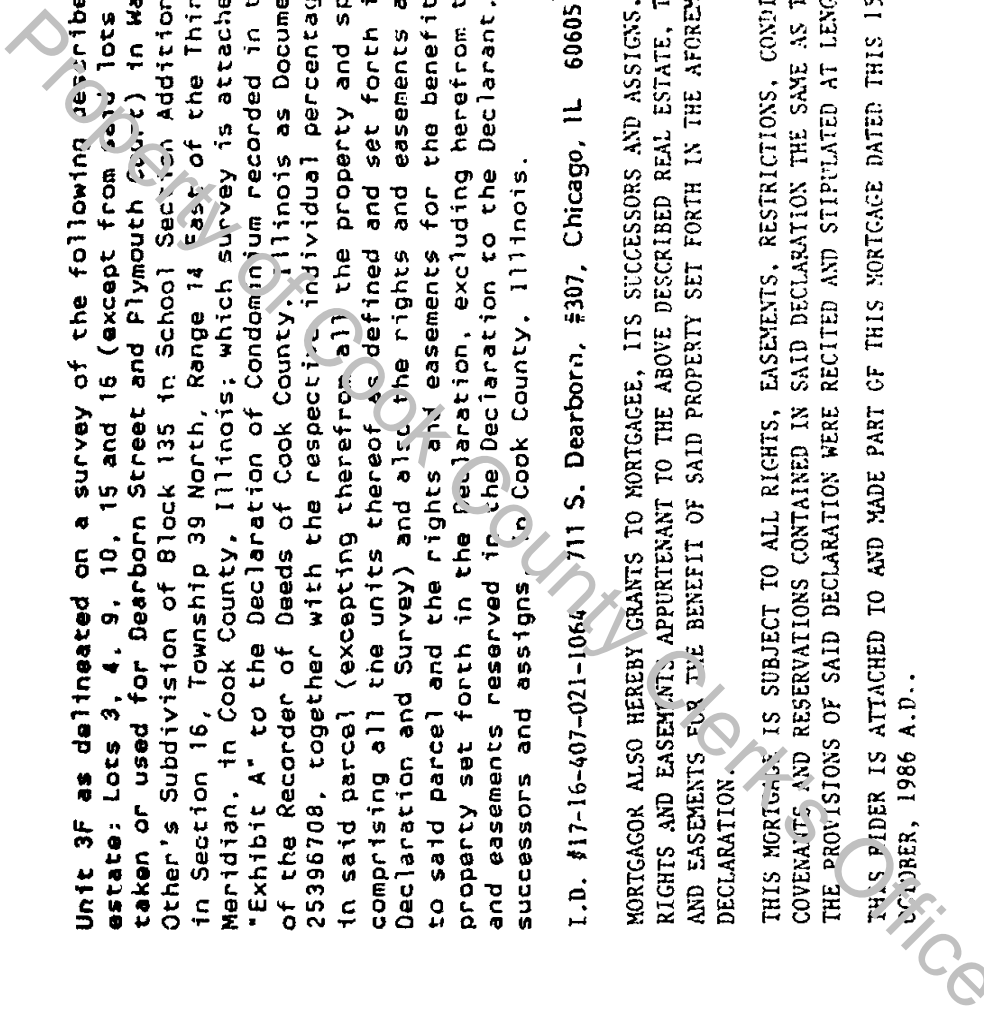 Unit 3F as delineated on a survey of the following describe
estate: Lots 3, 4, 9, 10, 15 and 16 (except from said lots
taken or used for Dearborn Street and Plymouth Court) in Wa
Other's Subdivision of Block 135 in School Section Addition
in Section 16, Township 39 North, Range 14 East of the Thir
Meridian, in Cook County, Illinois; which survey is attache
"Exhibit A" to the Declaration of Condominium recorded in t
of the Recorder of Deeds of Cook County, Illinois as Docume
25396708, together with the respective individual percentag
in said parcel (excepting therefrom all the property and sp
comprising all the units thereof as defined and set forth i
Declaration and Survey) and also the rights and easements a
to said parcel and the rights and easements for the benefit
property set forth in the Declaration, excluding herefrom t
and easements reserved in the Declaration to the Declarant,
successors and assigns, in Cook County, Illinois.
I.D. #17-16-407-021-1064 711 S. Dearborn, #307, Chicago, IL 60605
MORTGAGOR ALSO HEREBY GRANTS TO MORTGAGEE, ITS SUCCESSORS AND ASSIGNS,
RIGHTS AND EASEMENTS APPURTENANT TO THE ABOVE DESCRIBED REAL ESTATE, T
AND EASEMENTS FOR THE BENEFIT OF SAID PROPERTY SET FORTH IN THE AFOREM
DECLARATION.
THIS MORTGAGE IS SUBJECT TO ALL RIGHTS, EASEMENTS, RESTRICTIONS, CONDI
COVENANTS AND RESERVATIONS CONTAINED IN SAID DECLARATION THE SAME AS T
THE PROVISIONS OF SAID DECLARATION WERE RECITED AND STIPULATED AT LENG
THIS RIDER IS ATTACHED TO AND MADE PART OF THIS MORTGAGE DATED THIS 15
OCTOBER, 1986 A.D..
Property of Cook County Clerk's Office